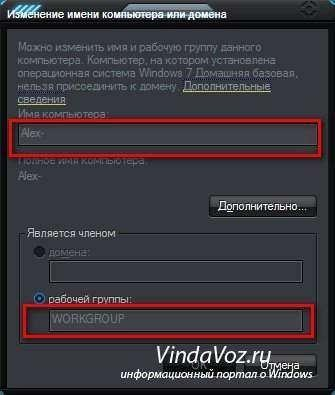 Изменение имени компьютера или домена
Можно изменить имя и рабочую группу данного
компьютера. Компьютер, на котором установлена
операционная система Windows 7 Домашняя базовая,
нельзя присоединить к домену. Дополнительные
сведения
Имя компьютера:
Alex-
Полное имя компьютера:
Alex-
Дополнительно...
Является членом
домена:
рабочей группы:
WORKGROUP
OK
Отмена
VindaVoz.ru
информационный портал о Windows